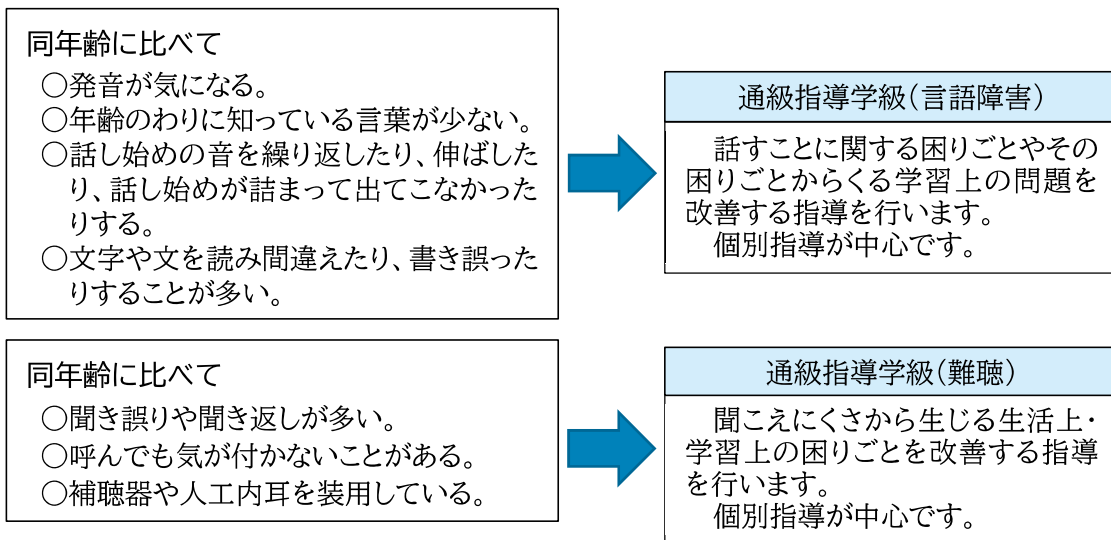 同年齢に比べて
○発音が気になる。
○年齢のわりに知っている言葉が少ない。
○話し始めの音を繰り返したり、伸ばした
り、話し始めが詰まって出てこなかった
りする。
○文字や文を読み間違えたり、書き誤った
りすることが多い。
通級指導学級(言語障害)
話すことに関する困りごとやその
困りごとからくる学習上の問題を
改善する指導を行います。
個別指導が中心です。
同年齢に比べて
○聞き誤りや聞き返しが多い。
○呼んでも気が付かないことがある。
○補聴器や人工内耳を装用している。
通級指導学級(難聴)
聞こえにくさから生じる生活上・
学習上の困りごとを改善する指導
を行います。
個別指導が中心です。